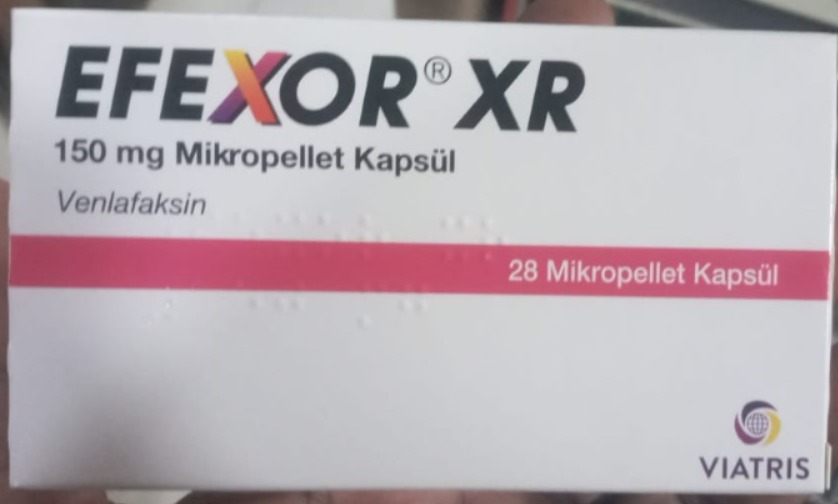 EFEXOR® XR
150 mg Mikropellet Kapsül
Venlafaksin
28 Mikropellet Kapsül
VIATRIS